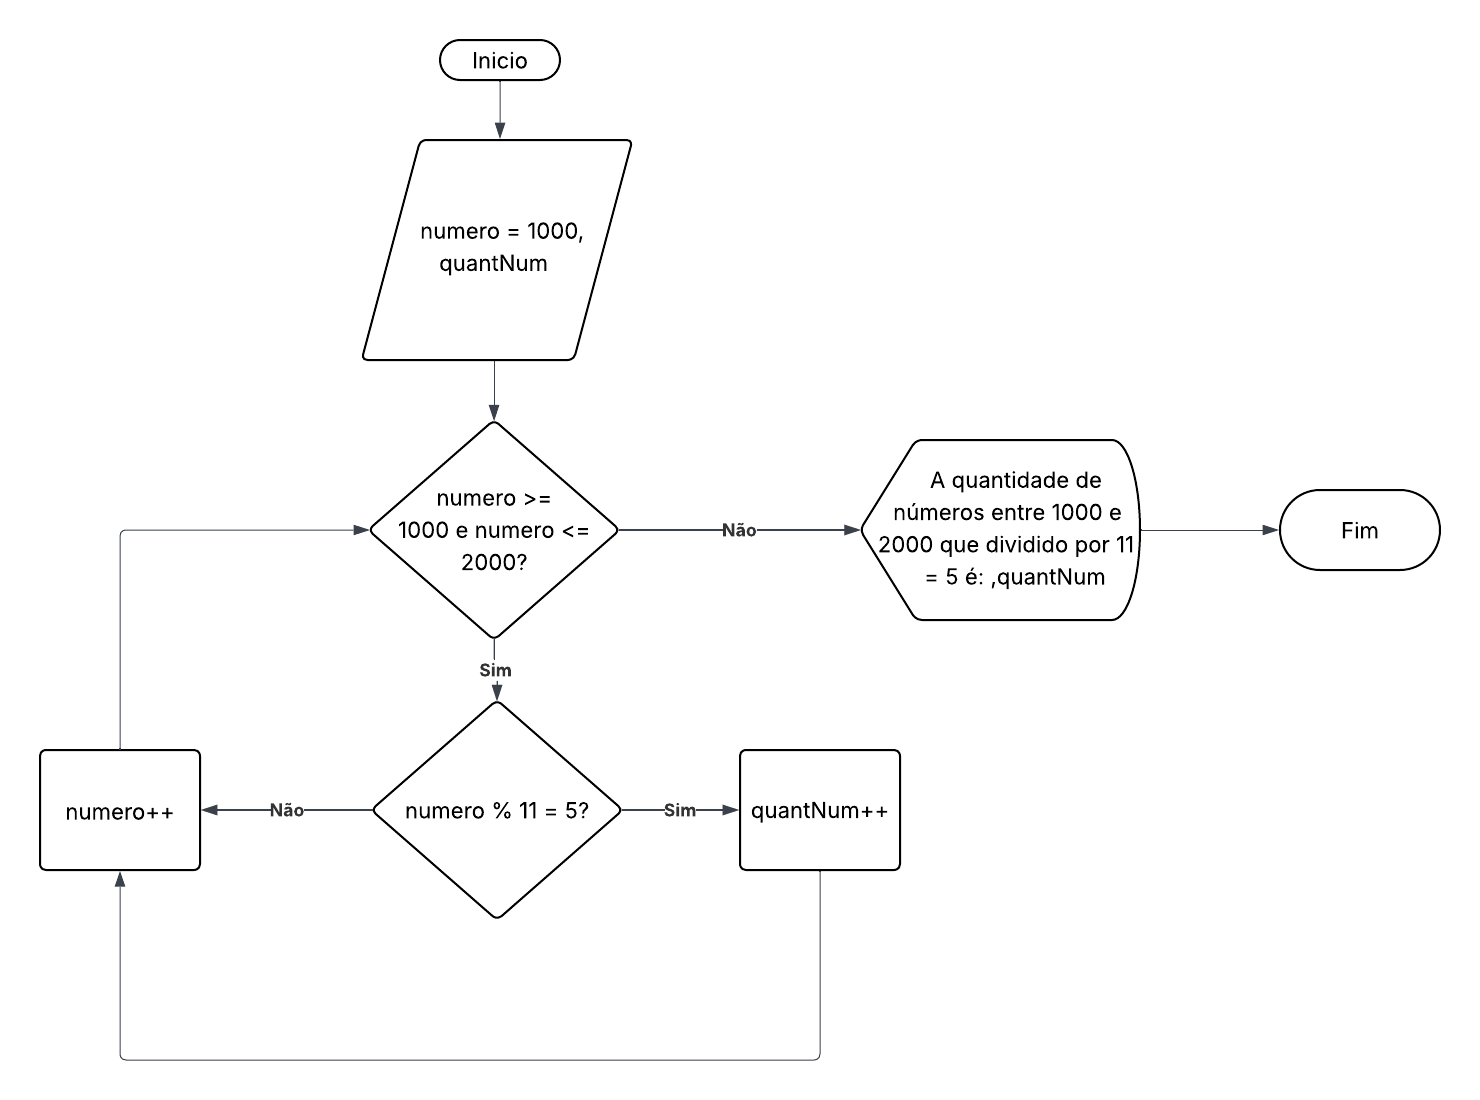 Inicio
numero = 1000,
quantNum
numero >=
1000 e numero <=
2000?
Não
A quantidade de
números entre 1000 e
2000 que dividido por 11
= 5 é: ,quantNum
Fim
Sim
numero++
Não
numero % 11 = 5?
Sim
quantNum++